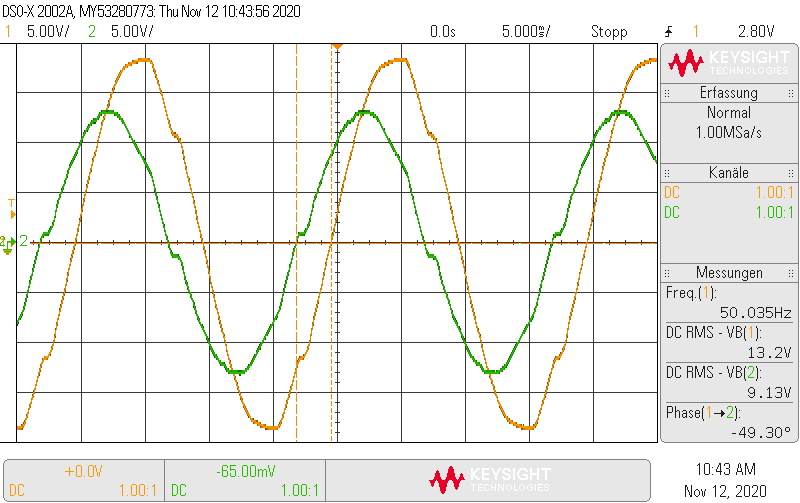 DSO-X 2002A, MY53280773: Thu Nov 12 10:43:56 2020
1 5.00V/ 2 5.00V/ 0.0s 5.000ms/ Stopp 1 2.80V
KEYSIGHT
TECHNOLOGIES
Erfassung
Normal
1.00MSa/s
Kanäle
DC 1.00:1
DC 1.00:1
Messungen
Freq.(1):
50.035Hz
DC RMS - VB(1):
13.2V
DC RMS - VB(2):
9.13V
Phase(1→2):
-49.30°
T
2 2
+0.0V
DC 1.00:1
-65.00mV
DC 1.00:1
KEYSIGHT
TECHNOLOGIES
10:43 AM
Nov 12, 2020